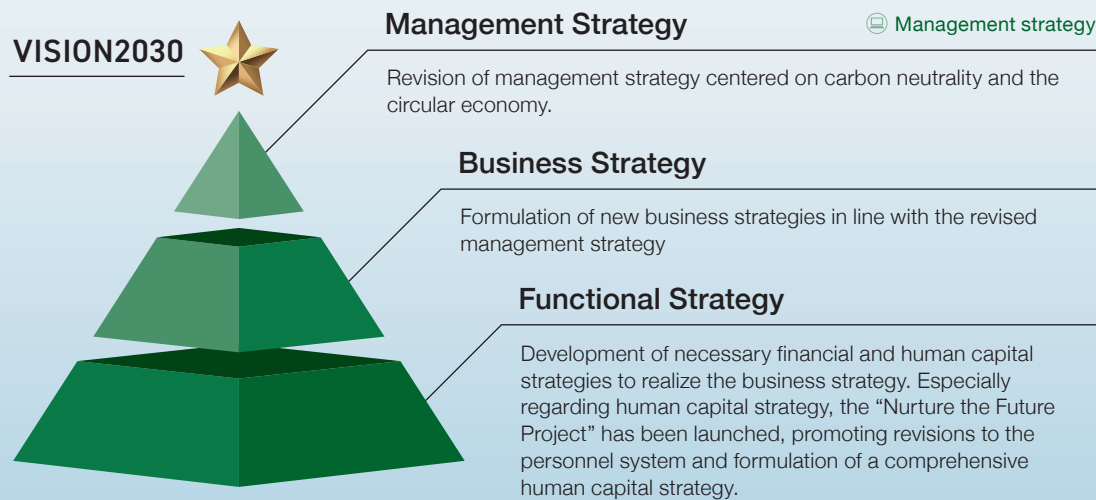 VISION2030
Management Strategy
Management strategy
Revision of management strategy centered on carbon neutrality and the
circular economy.
Business Strategy
Formulation of new business strategies in line with the revised
management strategy
Functional Strategy
Development of necessary financial and human capital
strategies to realize the business strategy. Especially
regarding human capital strategy, the “Nurture the Future
Project” has been launched, promoting revisions to the
personnel system and formulation of a comprehensive
human capital strategy.